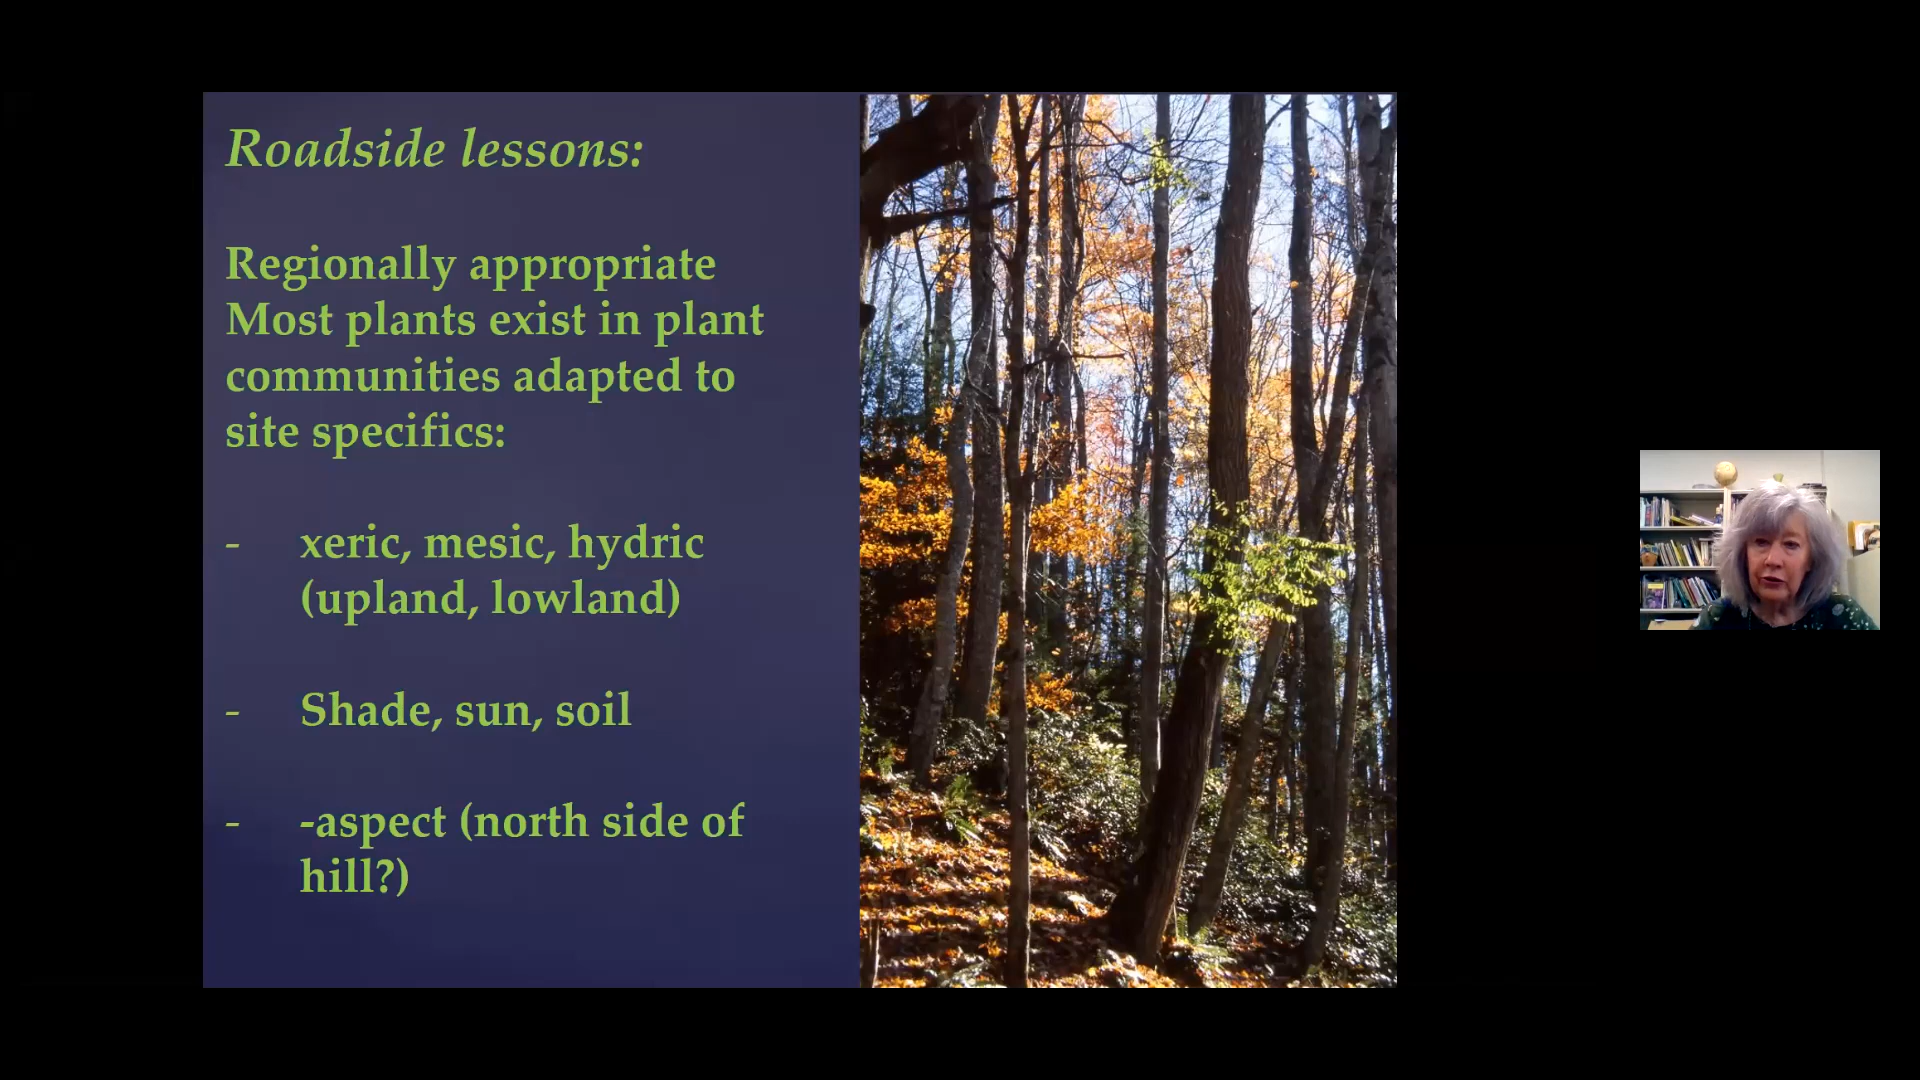 Roadside lessons:
Regionally appropriate
Most plants exist in plant
communities adapted to
site specifics:
- xeric, mesic, hydric
(upland, lowland)
- Shade, sun, soil
- -aspect (north side of
hill?)